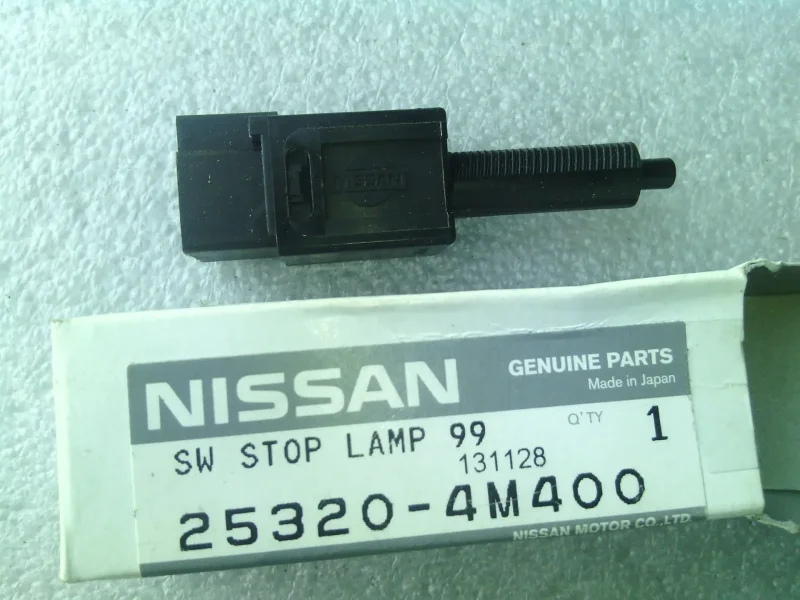 NISSAN
NISSAN
GENUINE PARTS
Made in Japan
SW STOP LAMP 99
Q'TY 1
131128
25320-4M400
NISSAN MOTOR CO.,LTD.